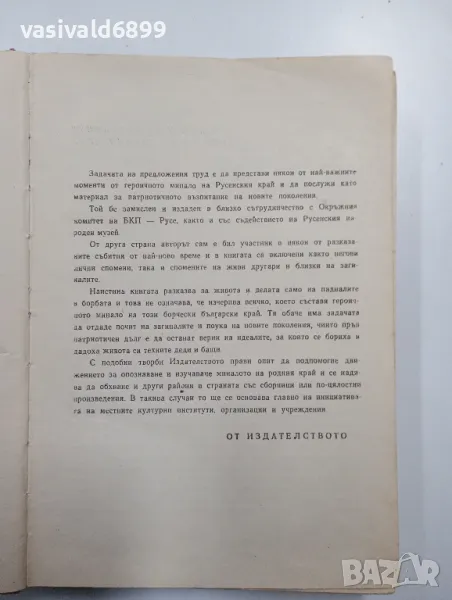 vasivald6899
Задачата на предложения труд е да представи някои от най-важните
моменти от героичното минало на Русенския край и да послужи като
материал за патриотичното възпитание на новите поколения.
Той бе замислен и издаден в близко сътрудничество с Окръжния
комитет на БКП — Русе, както и със съдействието на Русенския на-
роден музей.
От друга страна авторът сам е бил участник в някои от разказа-
ните събития от най-ново време и в книгата са включени както негови
лични спомени, така и спомените на живи другари и близки на заги-
налите.
Наистина книгата разказва за живота и делата само на падналите
в борбата и това не означава, че изчерпва всичко, което съставя героич-
ното минало на този борчески български край. Тя обаче има задачата
да отдаде почит на загиналите и поука на новите поколения, чийто пръв
патриотичен дълг е да останат верни на идеалите, за които се бориха и
дадоха живота си техните деди и бащи.
С подобни творби Издателството прави опит да подпомогне дви-
жението за опознаване и изучаване миналото на родния край и се надя-
ва да обхване и други райони в страната със сборници или по-цялостни
произведения. В такива случаи то ще се основава главно на инициатива-
та на местните културно институти, организации и учреждения.
ОТ ИЗДАТЕЛСТВОТО
BAZAR
bg